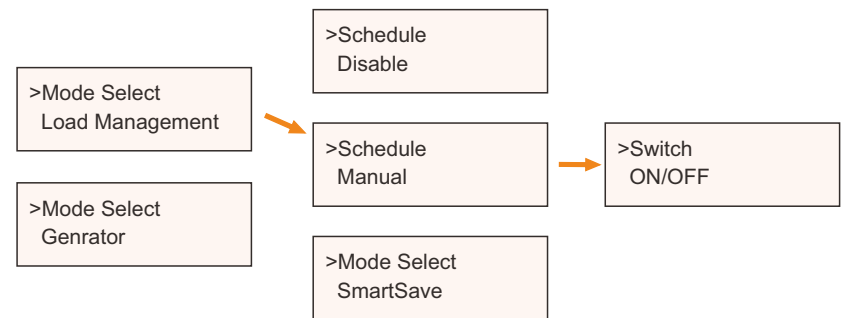 >Mode Select
Load Management
>Mode Select
Genrator
>Schedule
Disable
>Schedule
Manual
>Mode Select
SmartSave
>Switch
ON/OFF